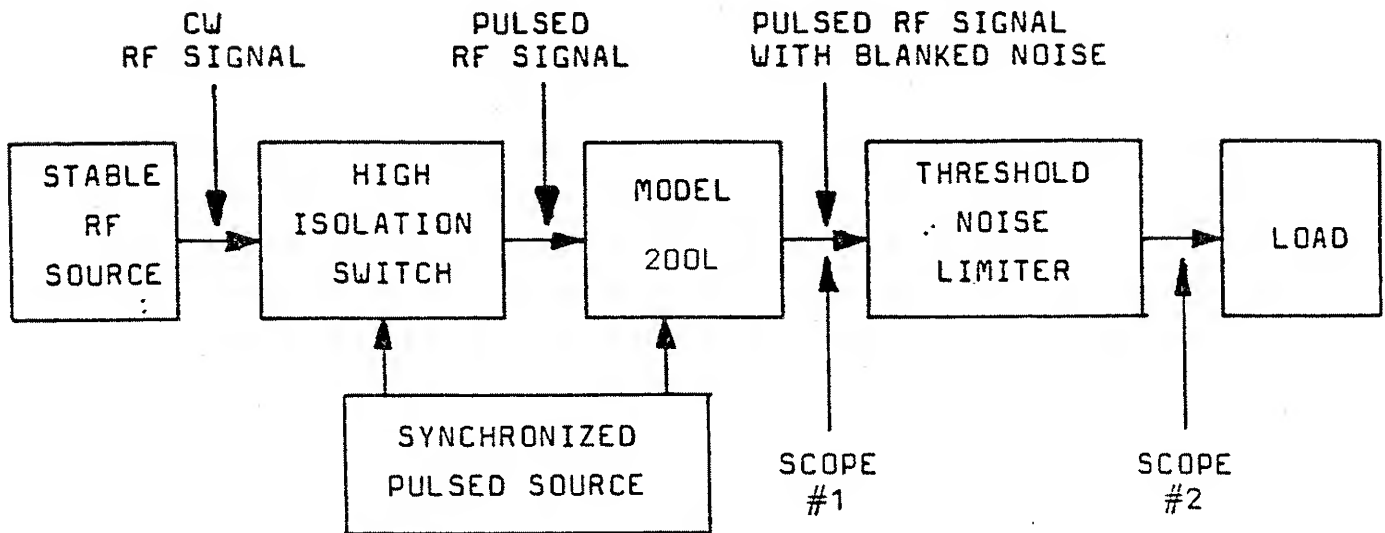 CW
RF SIGNAL
PULSED
RF SIGNAL
PULSED RF SIGNAL
WITH BLANKED NOISE
STABLE
RF
SOURCE
HIGH
ISOLATION
SWITCH
MODEL
200L
THRESHOLD
NOISE
LIMITER
LOAD
SYNCHRONIZED
PULSED SOURCE
SCOPE
#1
SCOPE
#2